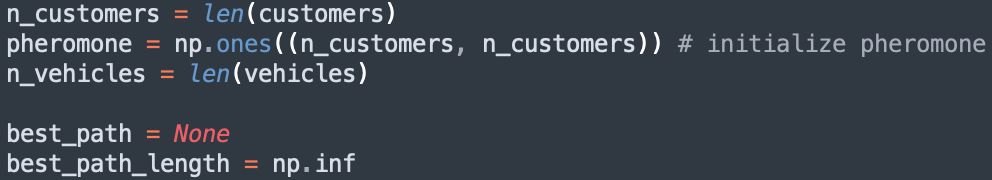 n_customers = len(customers)
pheromone = np.ones((n_customers, n_customers)) # initialize pheromone
n_vehicles = len(vehicles)
best_path = None
best_path_length = np.inf